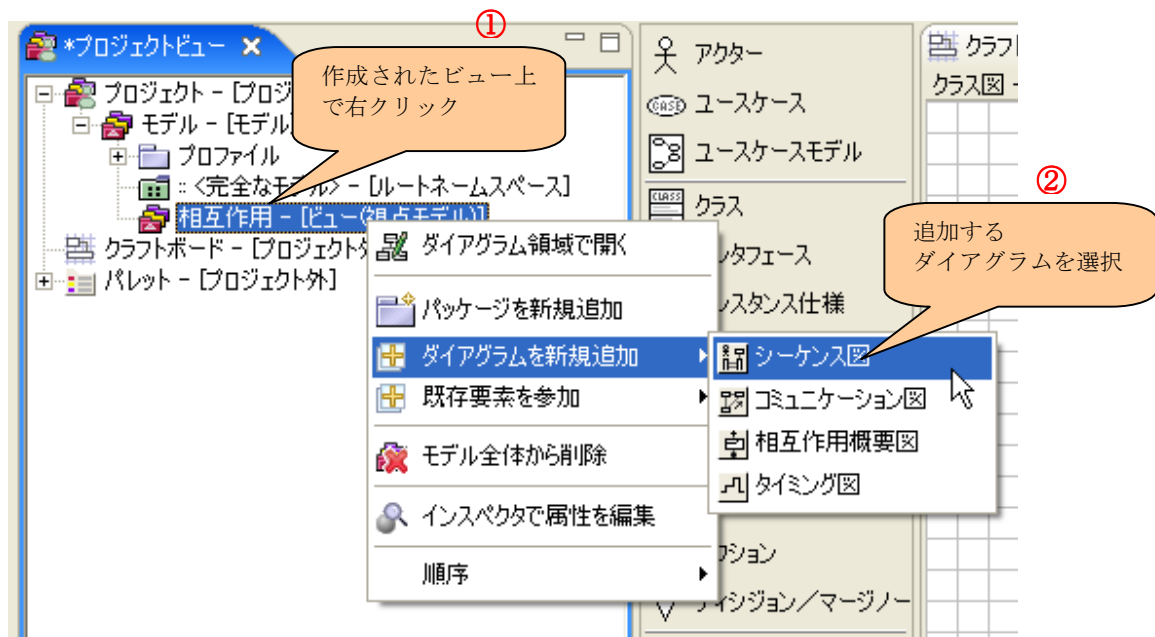 ①
*プロジェクトビュー
作成されたビュー上
で右クリック
プロジェクト - [プロジ
モデル - [モデル
プロファイル
::<完全なモデル> - [ルートネームスペース]
相互作用 - [ビュー(視点モデル)]
クラフトボード - [プロジェクト外
パレット - [プロジェクト外]
ダイアグラム領域で開く
パッケージを新規追加
ダイアグラムを新規追加
既存要素を参加
モデル全体から削除
インスペクタで属性を編集
順序
アクター
CASE ユースケース
ユースケースモデル
CLASS クラス
ンタフェース
ンスタンス仕様
②
追加する
ダイアグラムを選択
シーケンス図
コミュニケーション図
相互作用概要図
タイミング図
クション
ディシジョン／マージノー
クラフ
クラス図 -